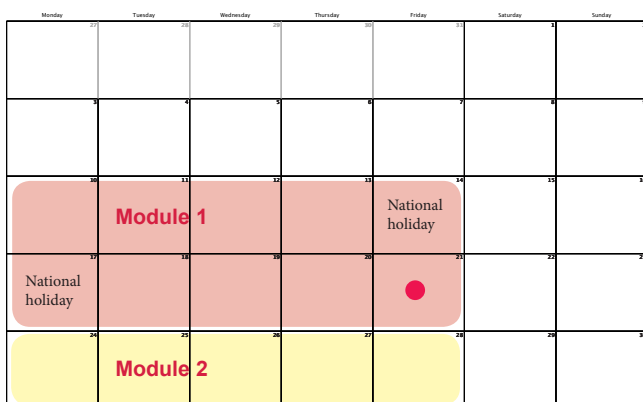 Monday Tuesday Wednesday Thursday Friday Saturday Sunday
27 28 29 30 31 1
3 4 5 6 7 8
10 11 12 13 14 15
Module 1
National
holiday
17 18 19 20 21 22
National
holiday
24 25 26 27 28 29
Module 2